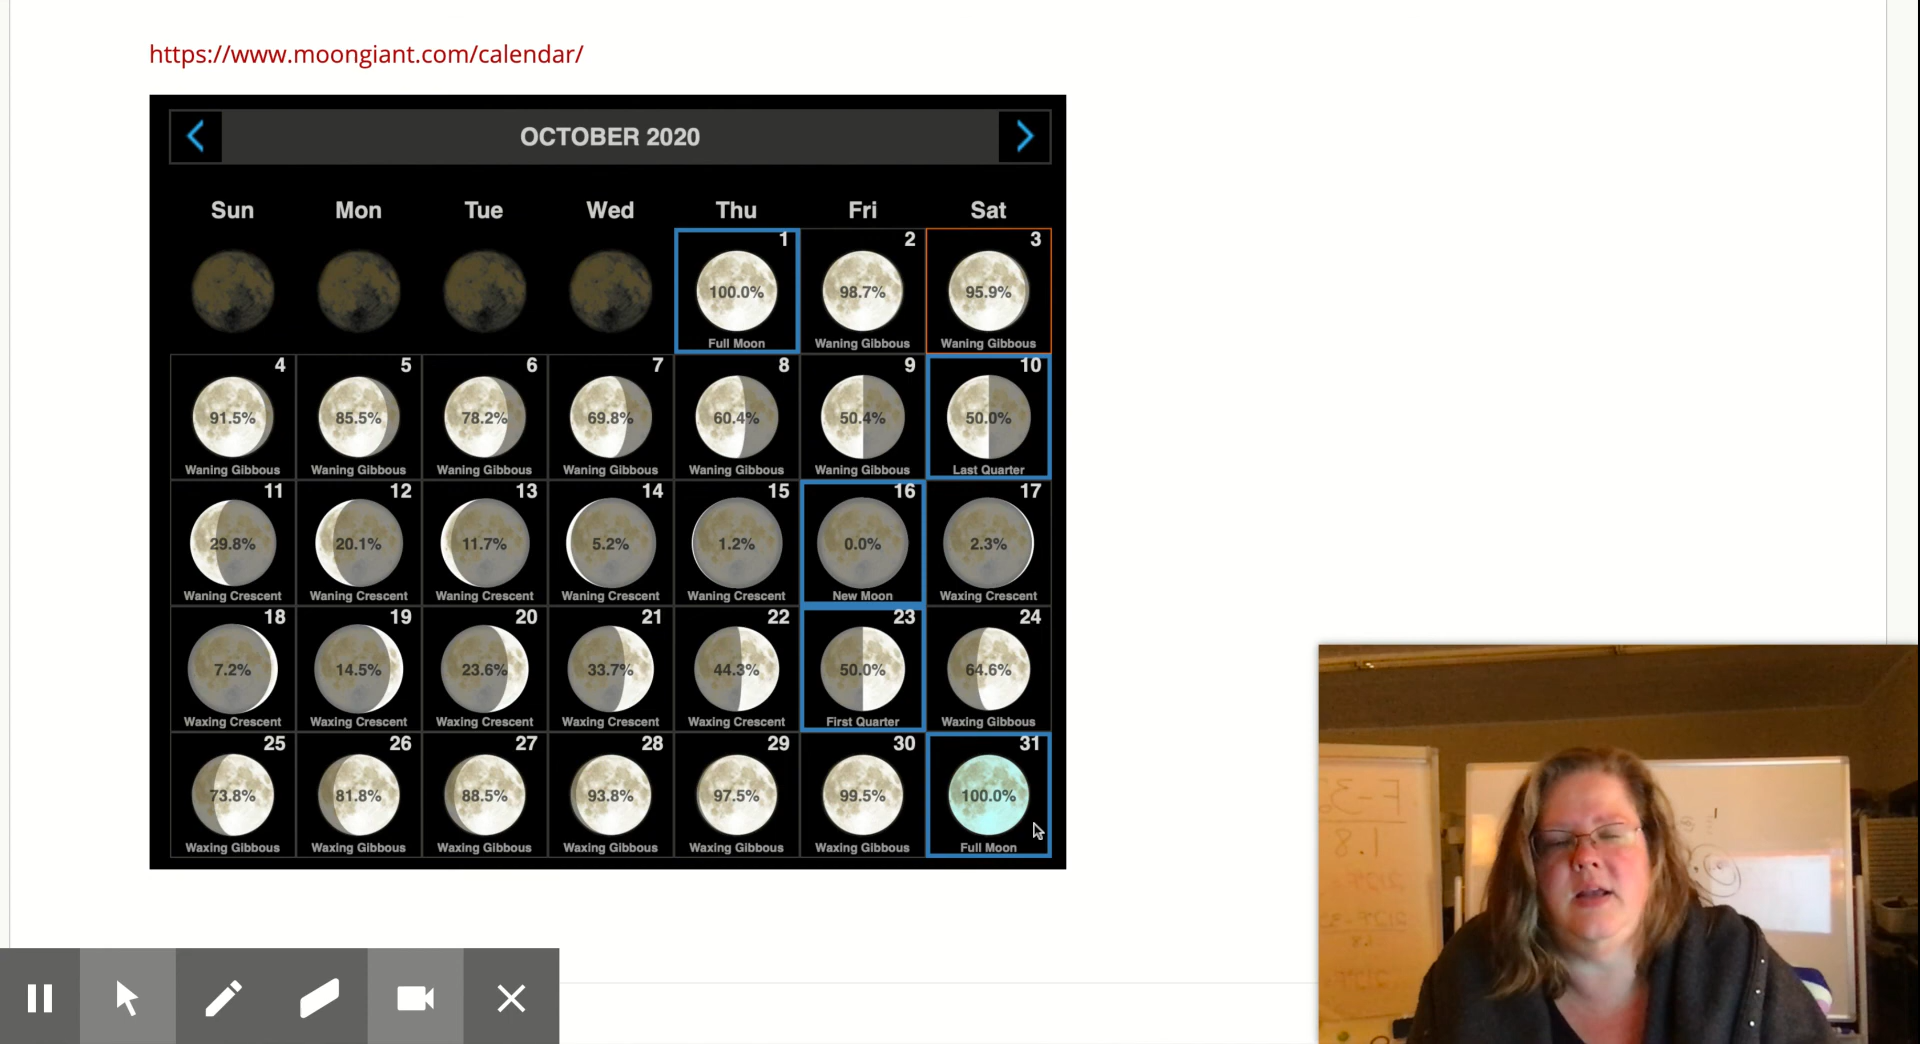 https://www.moongiant.com/calendar/
OCTOBER 2020
Sun Mon Tue Wed Thu Fri Sat
1 2 3
100.0% 98.7% 95.9%
Full Moon Waning Gibbous Waning Gibbous
4 5 6 7 8 9 10
91.5% 85.5% 78.2% 69.8% 60.4% 50.4% 50.0%
Waning Gibbous Waning Gibbous Waning Gibbous Waning Gibbous Waning Gibbous Waning Gibbous Last Quarter
11 12 13 14 15 16 17
29.8% 20.1% 11.7% 5.2% 1.2% 0.0% 2.3%
Waning Crescent Waning Crescent Waning Crescent Waning Crescent Waning Crescent New Moon Waxing Crescent
18 19 20 21 22 23 24
7.2% 14.5% 23.6% 33.7% 44.3% 50.0% 64.6%
Waxing Crescent Waxing Crescent Waxing Crescent Waxing Crescent Waxing Crescent First Quarter Waxing Gibbous
25 26 27 28 29 30 31
73.8% 81.8% 88.5% 93.8% 97.5% 99.5% 100.0%
Waxing Gibbous Waxing Gibbous Waxing Gibbous Waxing Gibbous Waxing Gibbous Waxing Gibbous Full Moon
1.8